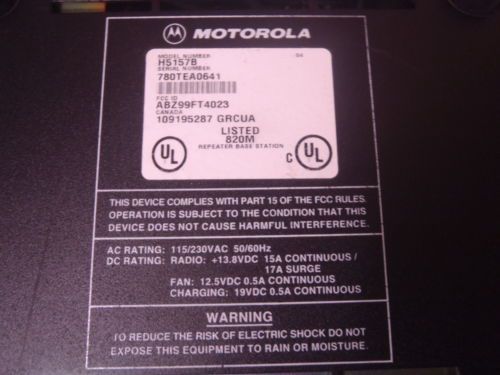 MOTOROLA
MODEL NUMBER 04
H5157B
SERIAL NUMBER
780TEA0641
FCC ID
ABZ99FT4023
CANADA
109195287 GRCUA
LISTED
820M
REPEATER BASE STATION
UL
C UL
THIS DEVICE COMPLIES WITH PART 15 OF THE FCC RULES.
OPERATION IS SUBJECT TO THE CONDITION THAT THIS
DEVICE DOES NOT CAUSE HARMFUL INTERFERENCE.
AC RATING: 115/230VAC 50/60Hz
DC RATING: RADIO: +13.8VDC 15A CONTINUOUS /
17A SURGE
FAN: 12.5VDC 0.5A CONTINUOUS
CHARGING: 19VDC 0.5A CONTINUOUS
WARNING
TO REDUCE THE RISK OF ELECTRIC SHOCK DO NOT
EXPOSE THIS EQUIPMENT TO RAIN OR MOISTURE.